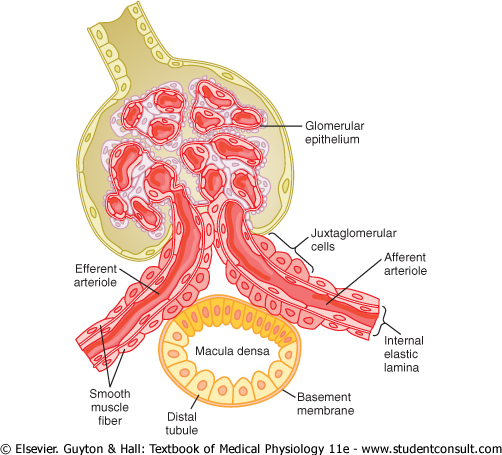 Glomerular
epithelium
Juxtaglomerular
cells
Afferent
arteriole
Efferent
arteriole
Internal
elastic
lamina
Macula densa
Smooth
muscle
fiber
Distal
tubule
Basement
membrane
© Elsevier. Guyton & Hall: Textbook of Medical Physiology 11e - www.studentconsult.com